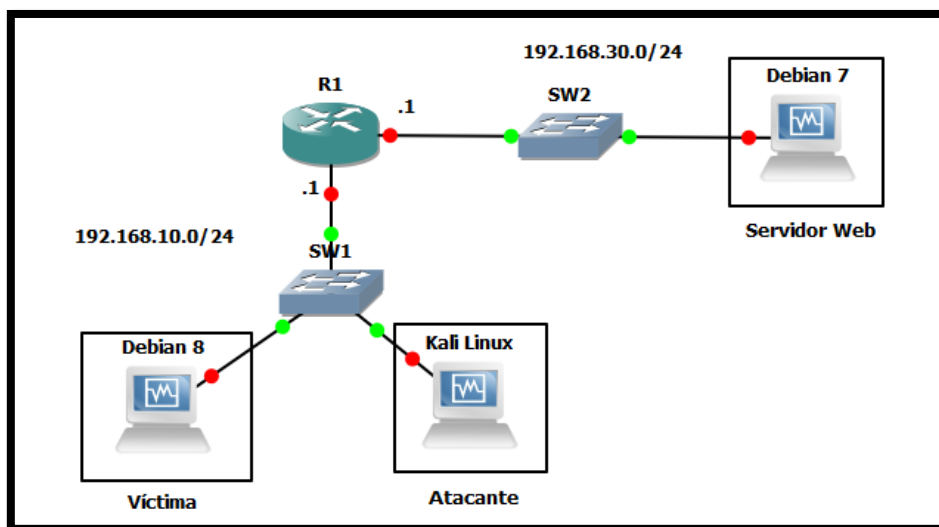 192.168.30.0/24
Debian 7
R1
SW2
.1
.1
Servidor Web
192.168.10.0/24
SW1
Debian 8
Kali Linux
Víctima
Atacante